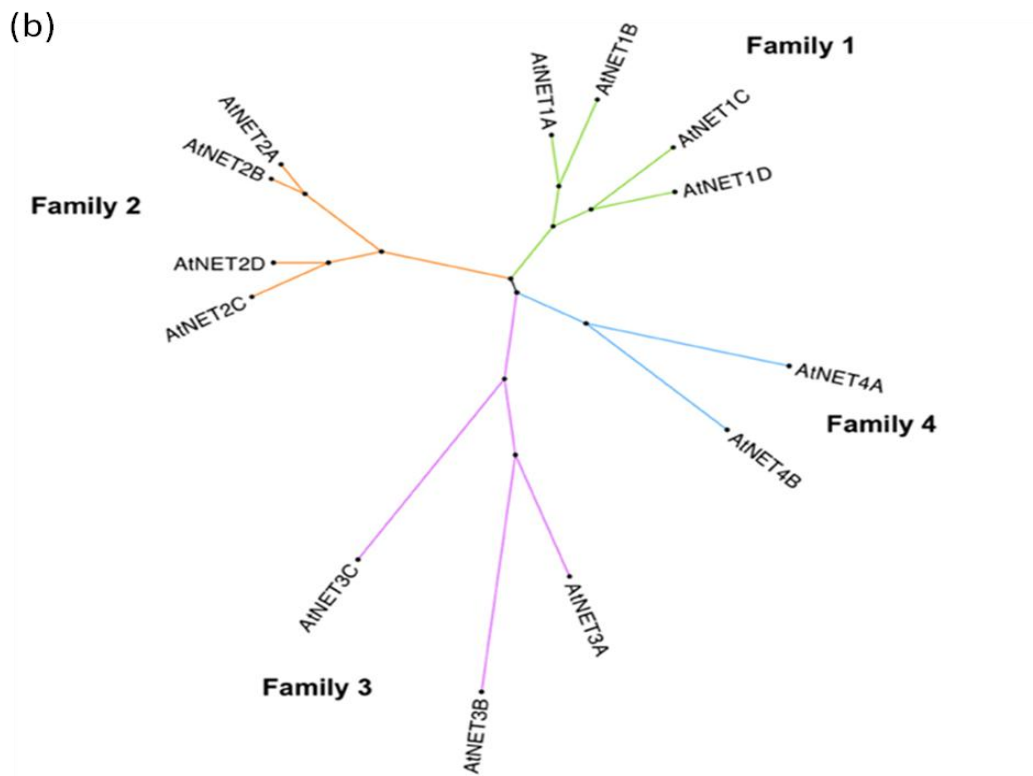 (b)
Family 1
AtNET1A
AtNET1B
AtNET1C
AtNET1D
Family 2
AtNET2A
AtNET2B
AtNET2D
AtNET2C
AtNET4A
Family 4
AtNET4B
AtNET3C
AtNET3A
Family 3
AtNET3B